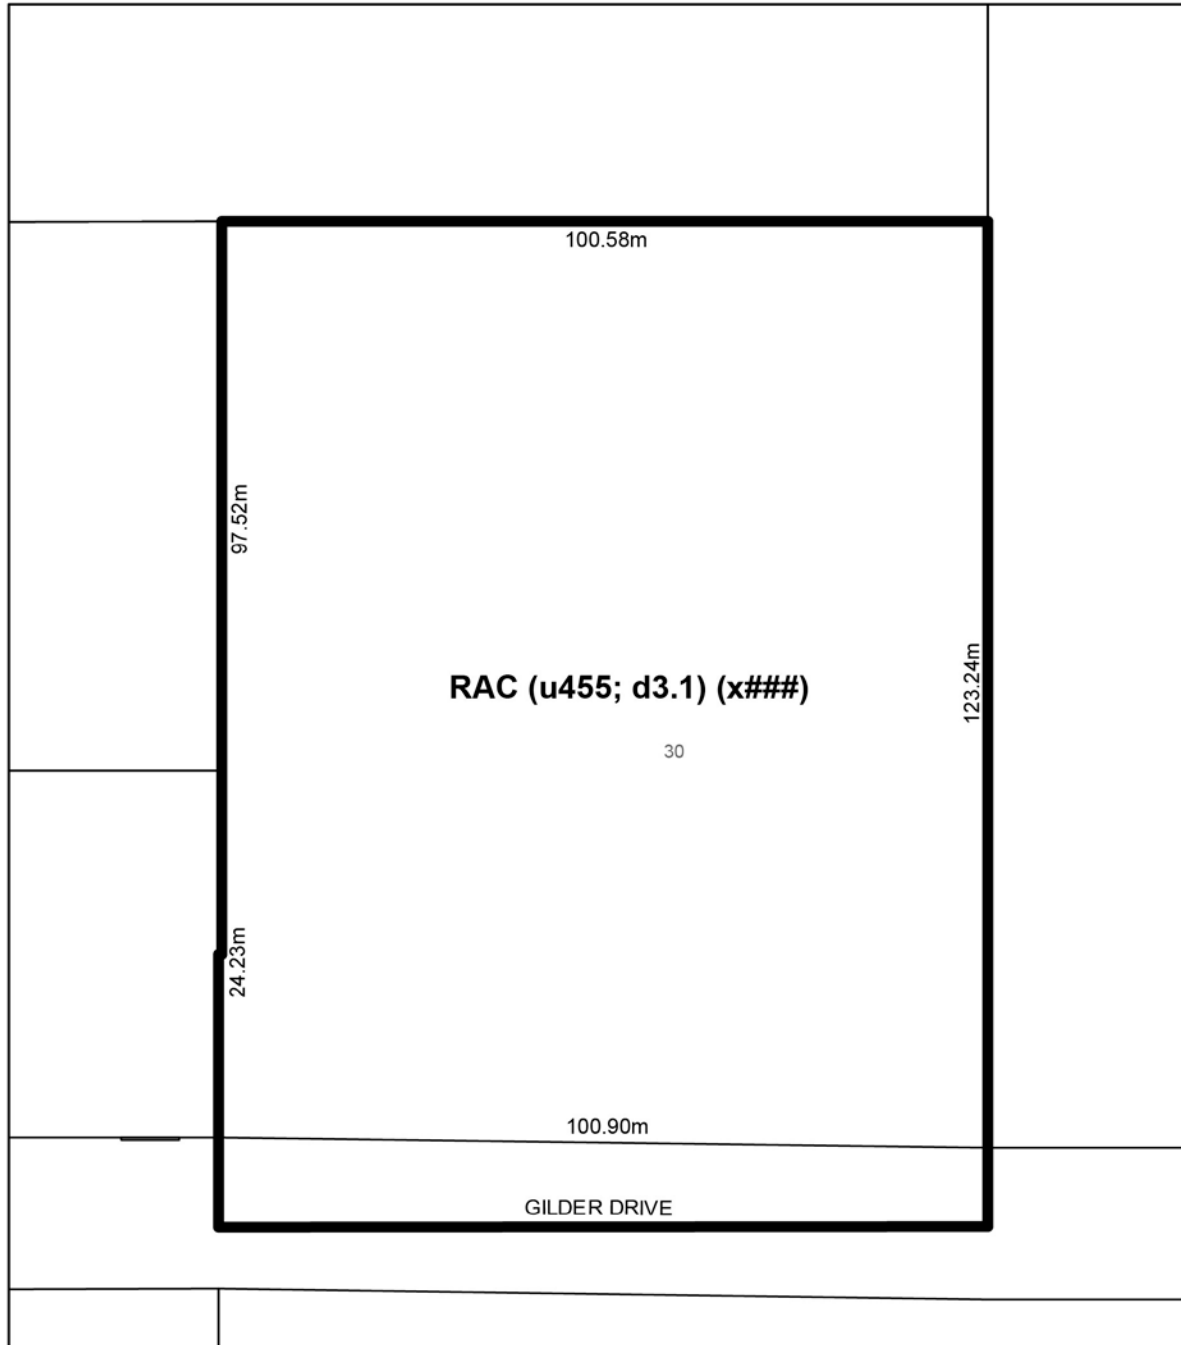 100.58m
97.52m
123.24m
RAC (u455; d3.1) (x###)
30
24.23m
100.90m
GILDER DRIVE